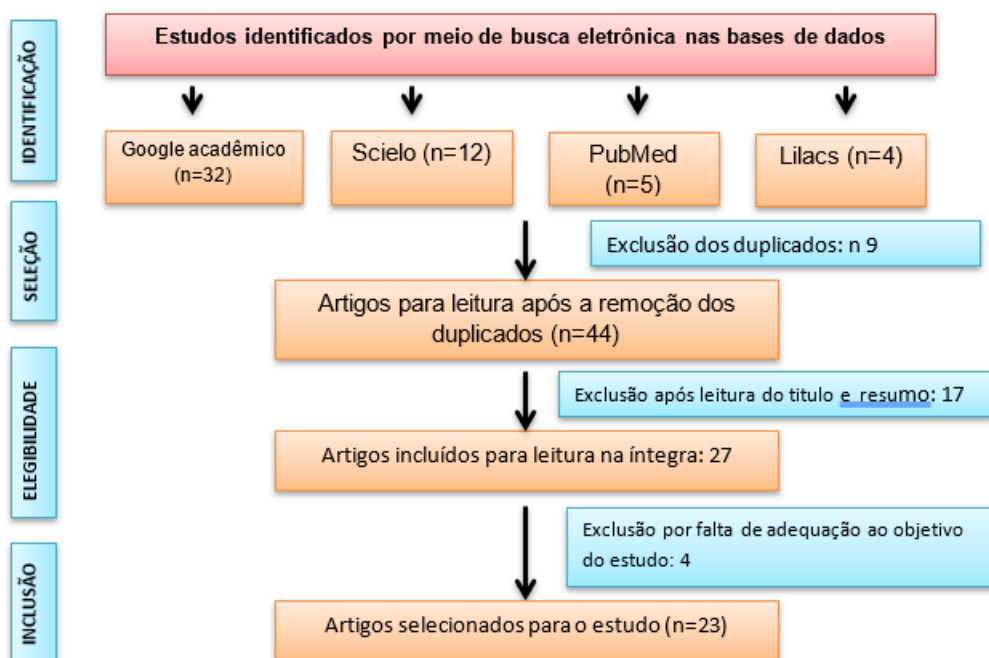 IDENTIFICAÇÃO
Estudos identificados por meio de busca eletrônica nas bases de dados
Google acadêmico
(n=32)
Scielo (n=12)
PubMed
(n=5)
Lilacs (n=4)
SELEÇÃO
Exclusão dos duplicados: n 9
Artigos para leitura após a remoção dos
duplicados (n=44)
ELEGIBILIDADE
Exclusão após leitura do titulo e resumo: 17
Artigos incluídos para leitura na íntegra: 27
Exclusão por falta de adequação ao objetivo
do estudo: 4
INCLUSÃO
Artigos selecionados para o estudo (n=23)